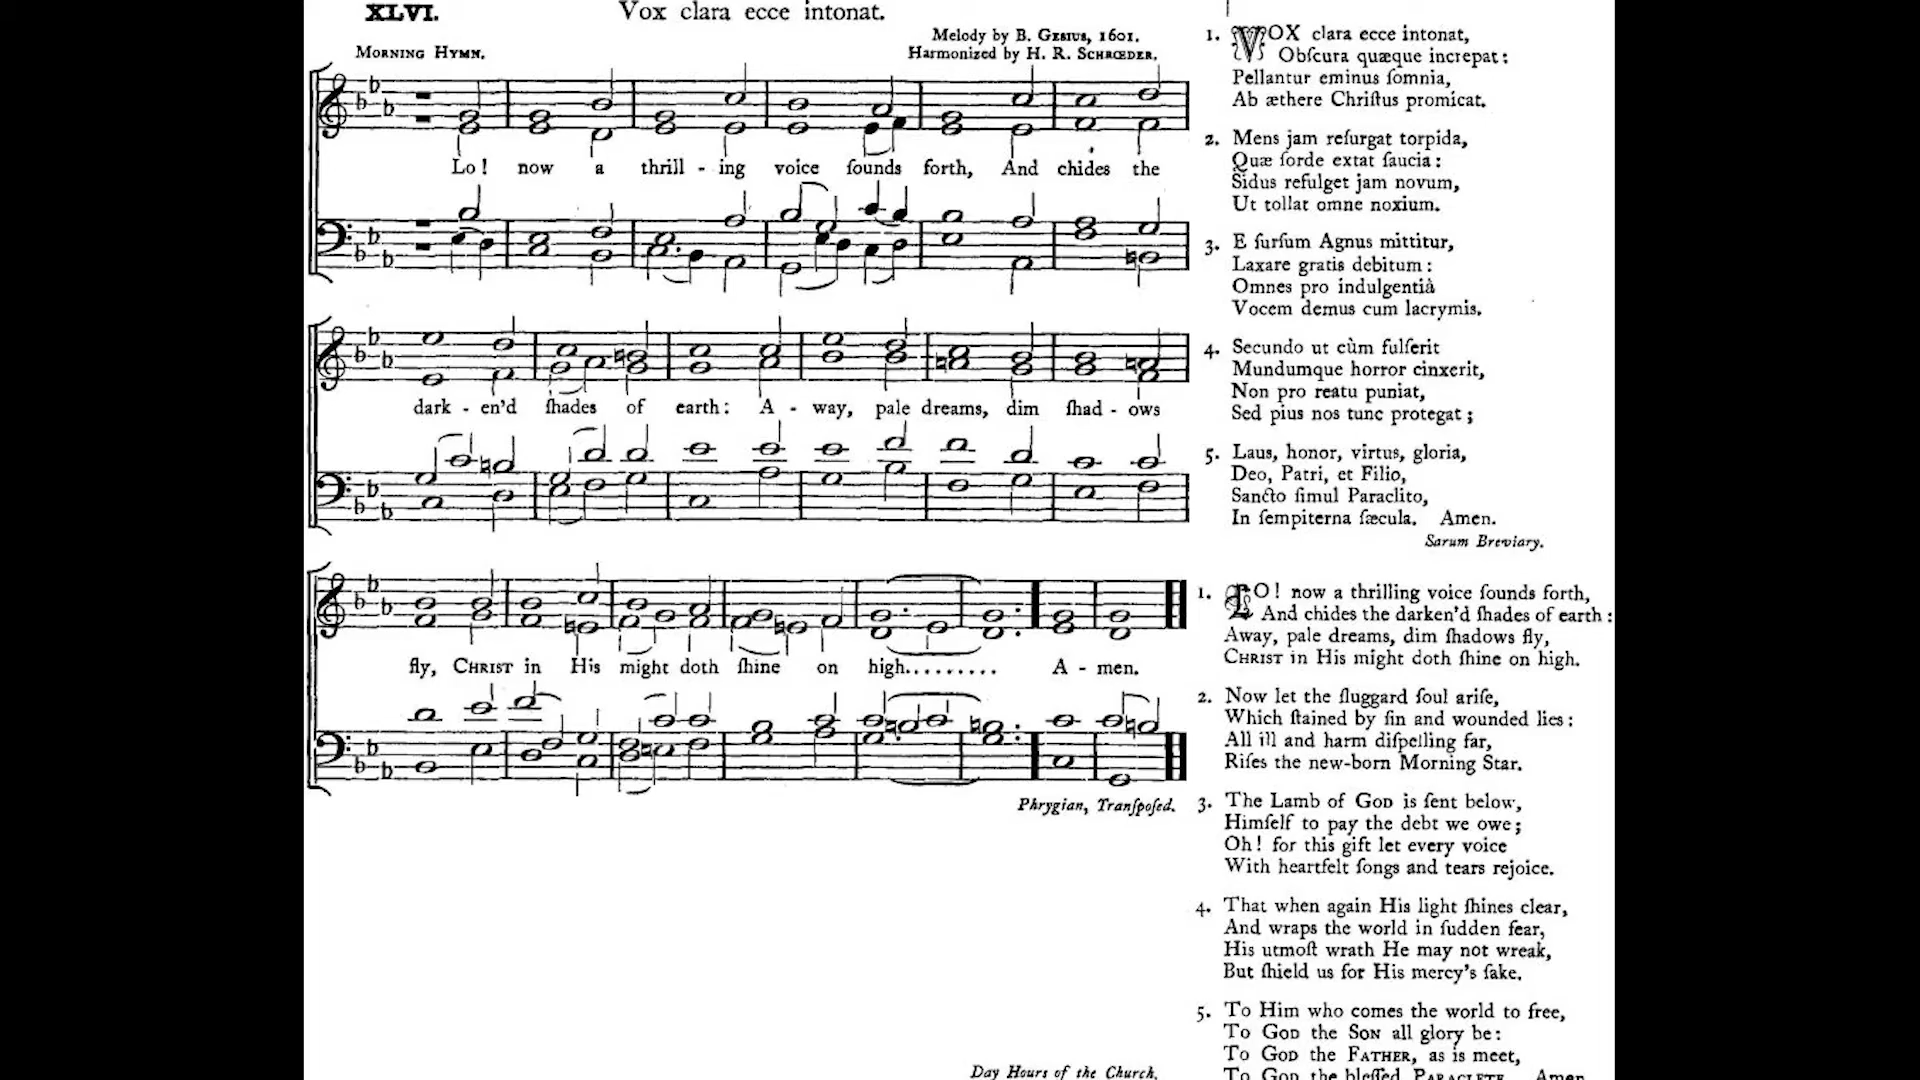 XLVI.
Vox clara ecce intonat.
Morning Hymn.
Melody by B. Gesius, 1601.
Harmonized by H. R. Schrœder.
Lo! now a thrill - ing voice ſounds forth, And chides the
dark - en'd ſhades of earth: A - way, pale dreams, dim ſhad - ows
fly, Christ in His might doth ſhine on high......... A - men.
Phrygian, Tranſpoſed.
Day Hours of the Church.
1. VOX clara ecce intonat,
Obſcura quæque increpat:
Pellantur eminus ſomnia,
Ab æthere Chriſtus promicat.
2. Mens jam reſurgat torpida,
Quæ ſorde extat ſaucia:
Sidus refulget jam novum,
Ut tollat omne noxium.
3. E ſurſum Agnus mittitur,
Laxare gratis debitum:
Omnes pro indulgentiâ
Vocem demus cum lacrymis.
4. Secundo ut cùm fulſerit
Mundumque horror cinxerit,
Non pro reatu puniat,
Sed pius nos tunc protegat;
5. Laus, honor, virtus, gloria,
Deo, Patri, et Filio,
Sancto ſimul Paraclito,
In ſempiterna ſæcula. Amen.
Sarum Breviary.
1. LO! now a thrilling voice ſounds forth,
And chides the darken'd ſhades of earth:
Away, pale dreams, dim ſhadows fly,
Christ in His might doth ſhine on high.
2. Now let the ſluggard ſoul ariſe,
Which ſtained by ſin and wounded lies:
All ill and harm diſpelling far,
Riſes the new-born Morning Star.
3. The Lamb of God is ſent below,
Himſelf to pay the debt we owe;
Oh! for this gift let every voice
With heartfelt ſongs and tears rejoice.
4. That when again His light ſhines clear,
And wraps the world in ſudden fear,
His utmoſt wrath He may not wreak,
But ſhield us for His mercy's ſake.
5. To Him who comes the world to free,
To God the Son all glory be:
To God the Father, as is meet,
To God the bleſſed Paraclete. Amen.